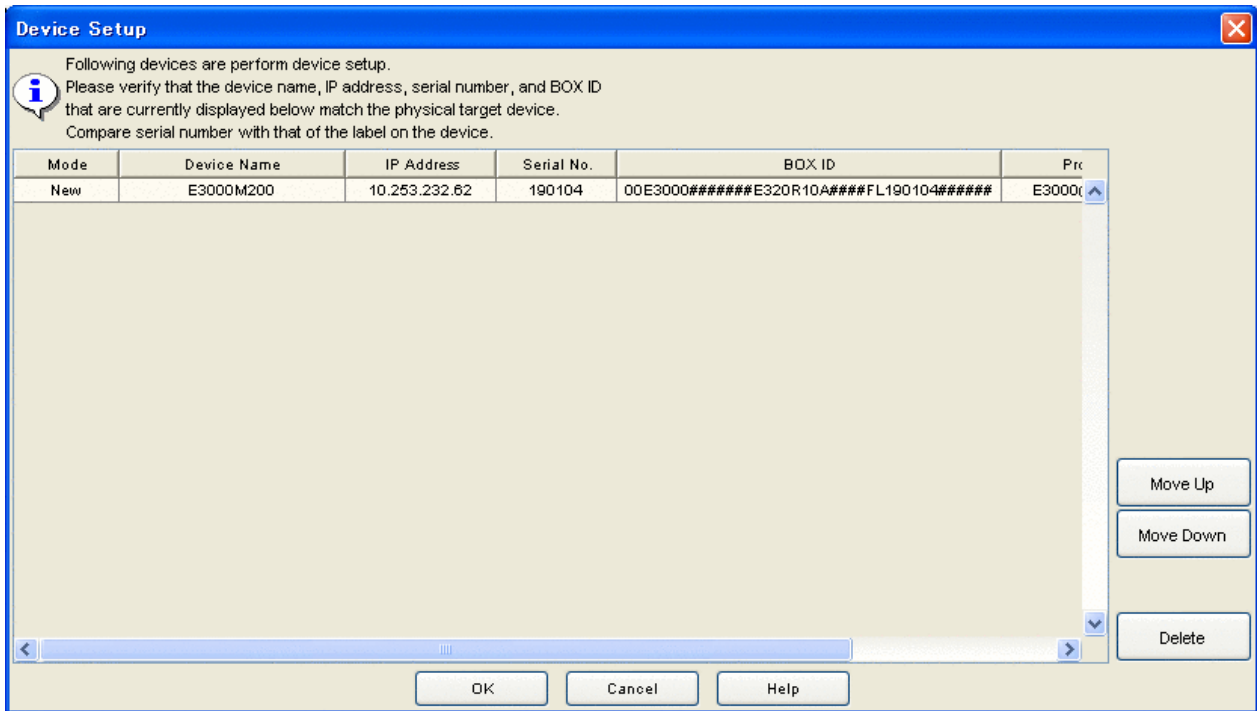 Device Setup
Following devices are perform device setup.
Please verify that the device name, IP address, serial number, and BOX ID
that are currently displayed below match the physical target device.
Compare serial number with that of the label on the device.
Mode Device Name IP Address Serial No. BOX ID Pro
New E3000M200 10.253.232.62 190104 00E3000#######E320R10A####FL190104###### E3000(
Move Up
Move Down
Delete
OK Cancel Help